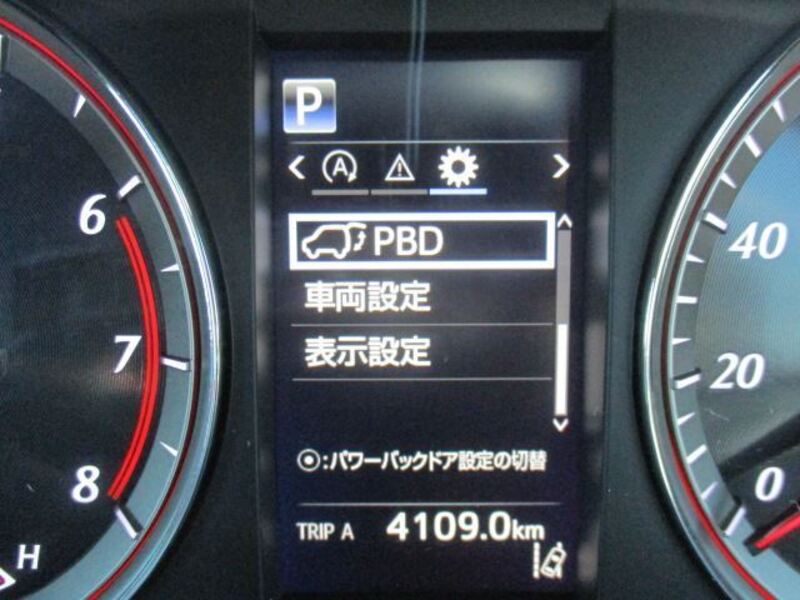 P
A
PBD
車両設定
表示設定
:パワーバックドア設定の切替
TRIP A 4109.0km
6
7
8
H
40
20
0